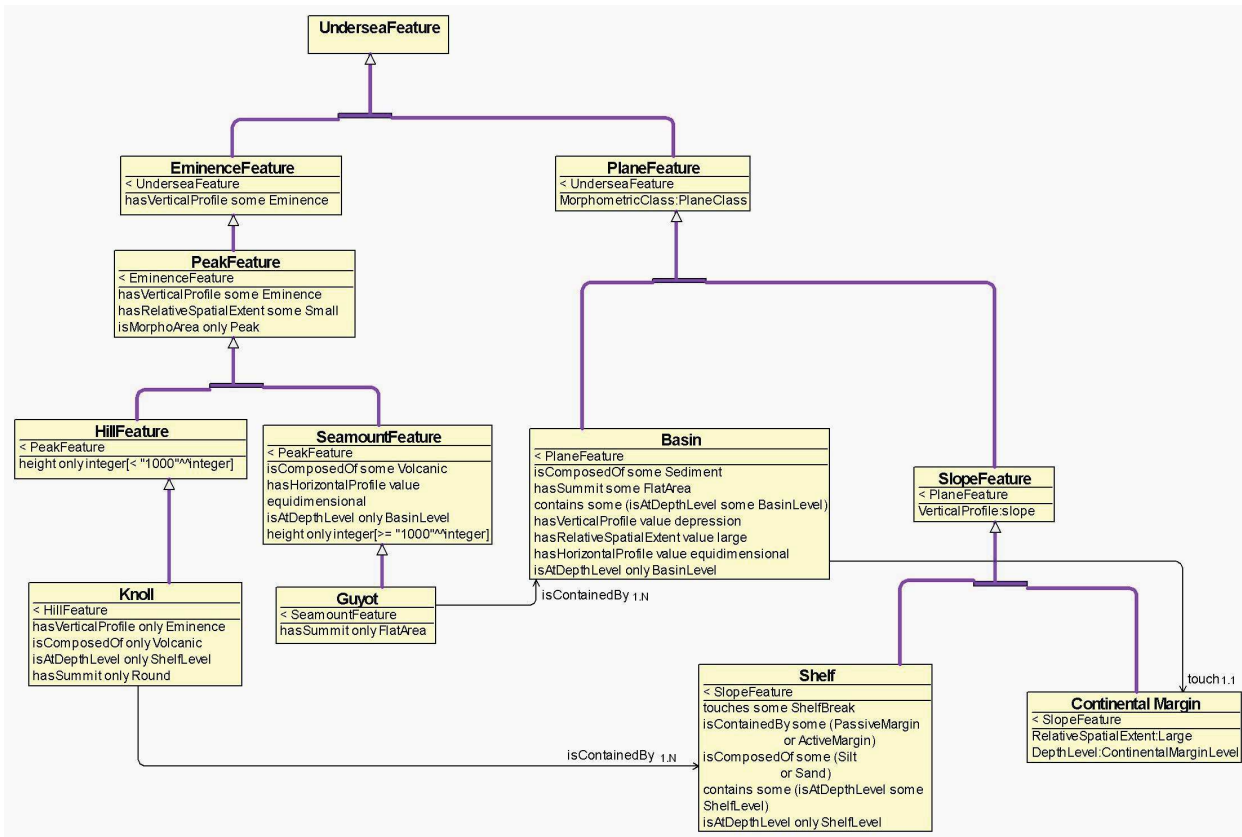 UnderseaFeature
EminenceFeature
< UnderseaFeature
hasVerticalProfile some Eminence
PlaneFeature
< UnderseaFeature
MorphometricClass:PlaneClass
PeakFeature
< EminenceFeature
hasVerticalProfile some Eminence
hasRelativeSpatialExtent some Small
isMorphoArea only Peak
HillFeature
< PeakFeature
height only integer[< "1000"^^integer]
SeamountFeature
< PeakFeature
isComposedOf some Volcanic
hasHorizontalProfile value
equidimensional
isAtDepthLevel only BasinLevel
height only integer[>= "1000"^^integer]
Basin
< PlaneFeature
isComposedOf some Sediment
hasSummit some FlatArea
contains some (isAtDepthLevel some BasinLevel)
hasVerticalProfile value depression
hasRelativeSpatialExtent value large
hasHorizontalProfile value equidimensional
isAtDepthLevel only BasinLevel
SlopeFeature
< PlaneFeature
VerticalProfile:slope
Knoll
< HillFeature
hasVerticalProfile only Eminence
isComposedOf only Volcanic
isAtDepthLevel only ShelfLevel
hasSummit only Round
Guyot
< SeamountFeature
hasSummit only FlatArea
isContainedBy 1.N
Shelf
< SlopeFeature
touches some ShelfBreak
isContainedBy some (PassiveMargin
or ActiveMargin)
isComposedOf some (Silt
or Sand)
contains some (isAtDepthLevel some
ShelfLevel)
isAtDepthLevel only ShelfLevel
touch 1.1
Continental Margin
< SlopeFeature
RelativeSpatialExtent:Large
DepthLevel:ContinentalMarginLevel
isContainedBy 1.N